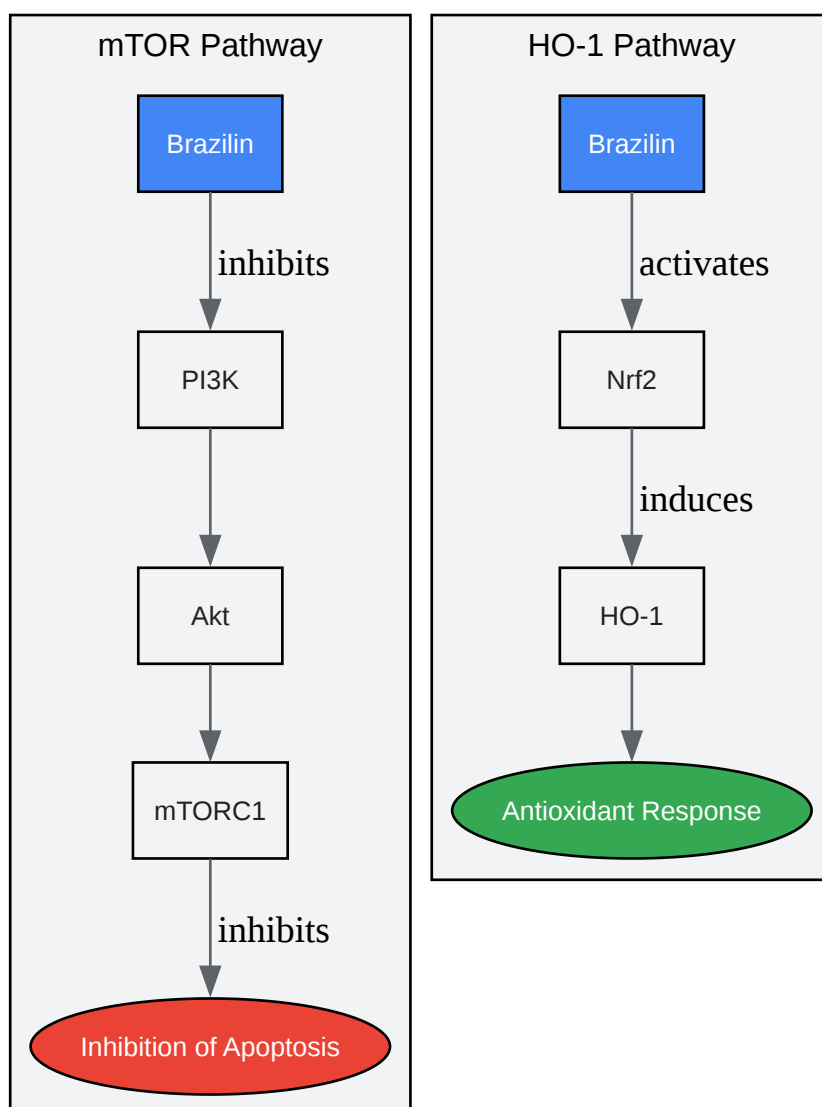 mTOR Pathway
Brazilin
inhibits
PI3K
Akt
mTORC1
inhibits
Inhibition of Apoptosis
HO-1 Pathway
Brazilin
activates
Nrf2
induces
HO-1
Antioxidant Response